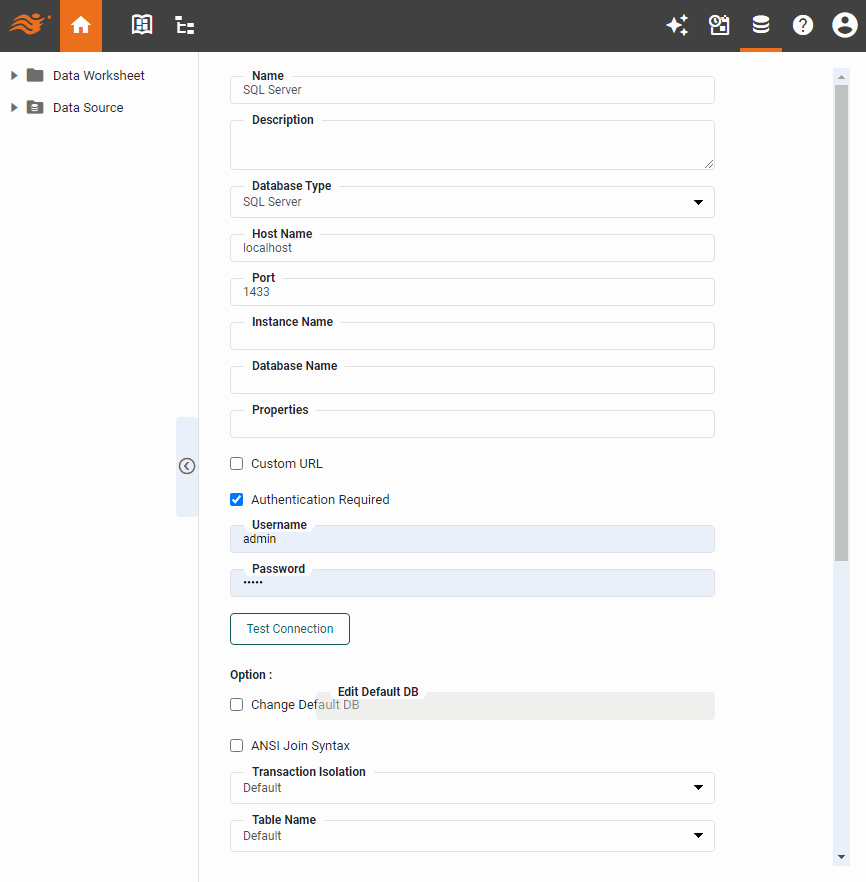 Data Worksheet
Data Source
Name
SQL Server
Description
Database Type
SQL Server
Host Name
localhost
Port
1433
Instance Name
Database Name
Properties
Custom URL
Authentication Required
Username
admin
Password
•••••
Test Connection
Option :
Edit Default DB
Change Default DB
ANSI Join Syntax
Transaction Isolation
Default
Table Name
Default